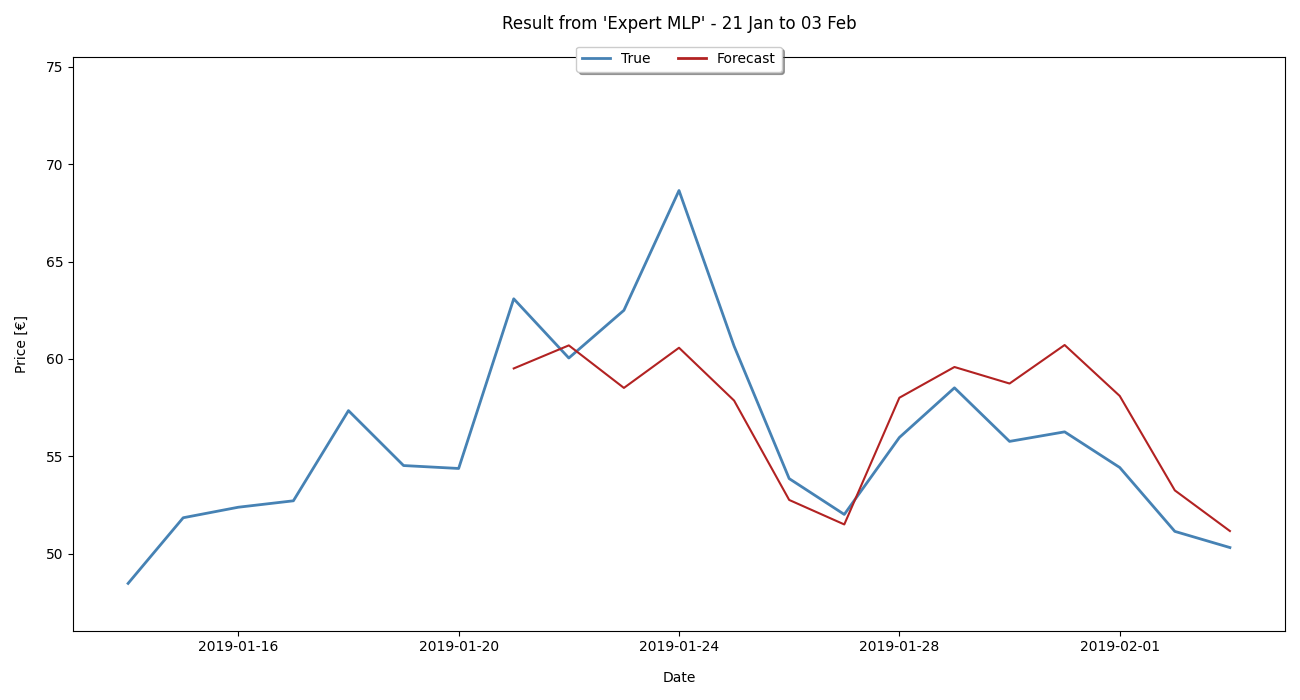 Result from 'Expert MLP' - 21 Jan to 03 Feb
True Forecast
75
70
65
60
55
50
Price [€]
2019-01-16 2019-01-20 2019-01-24 2019-01-28 2019-02-01
Date